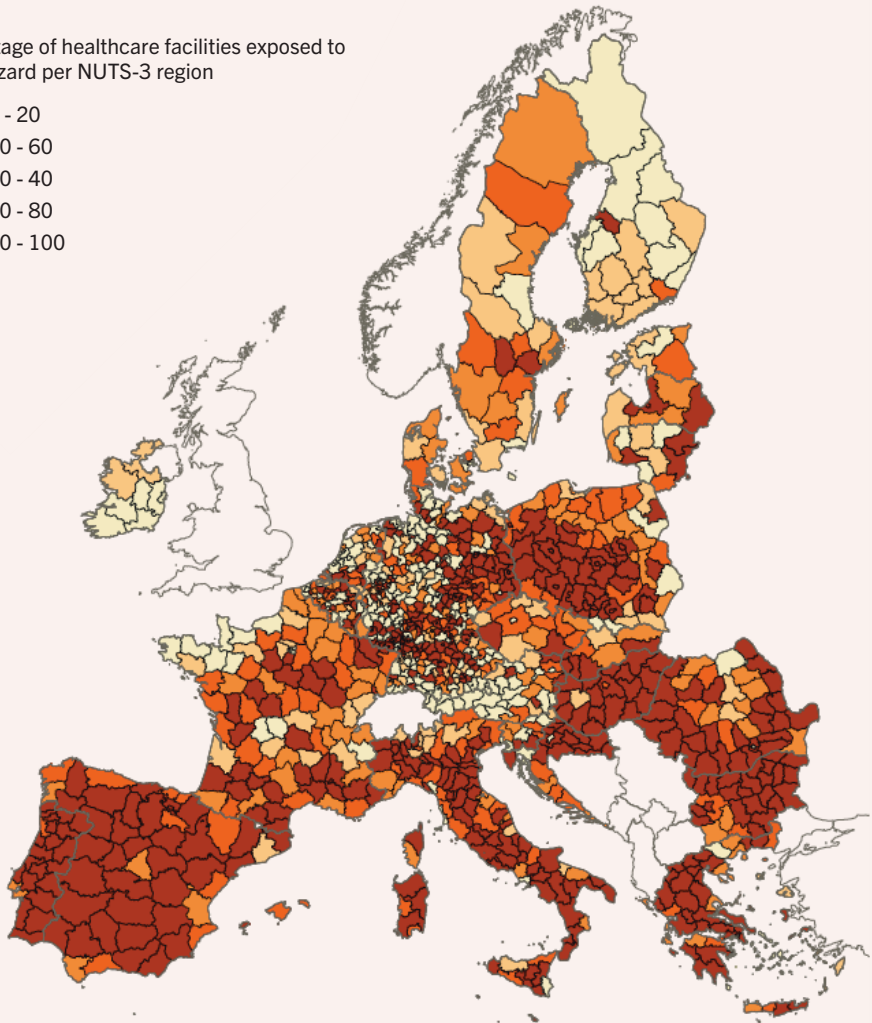 tage of healthcare facilities exposed to
zard per NUTS-3 region
- 20
0 - 60
0 - 40
0 - 80
0 - 100